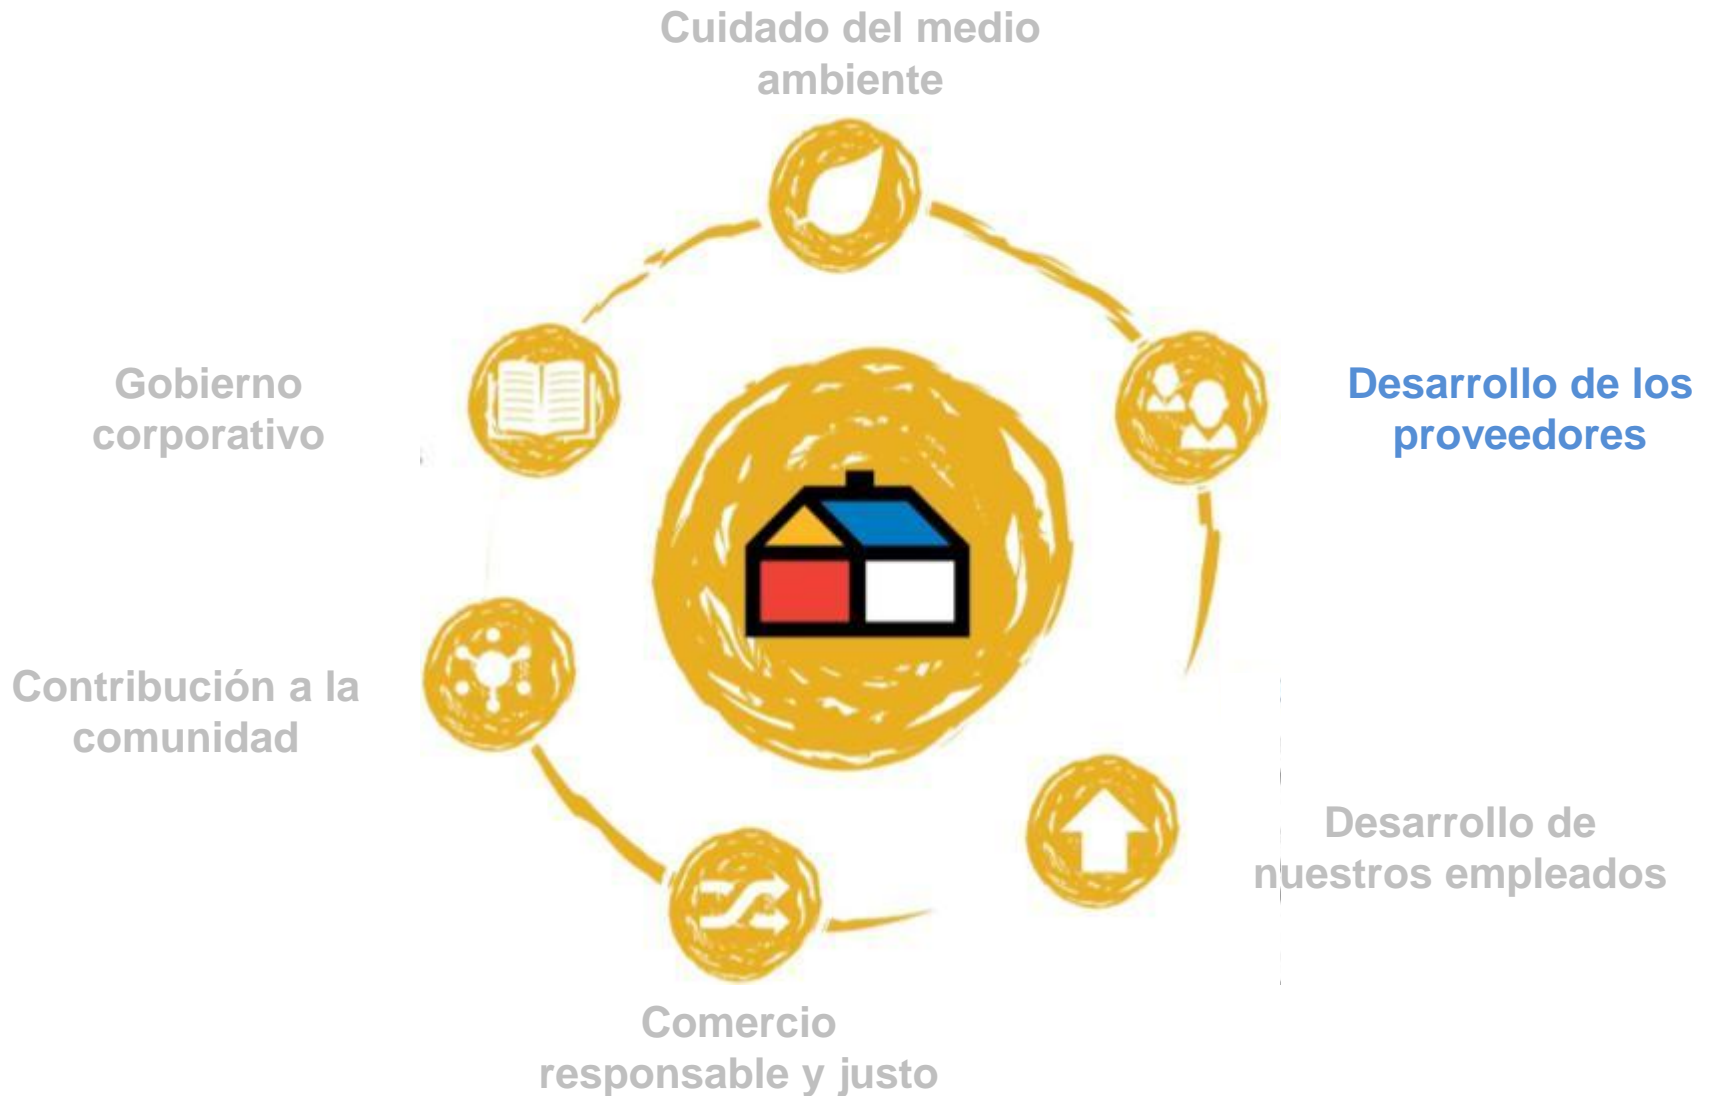 Cuidado del medio
ambiente
Gobierno
corporativo
Desarrollo de los
proveedores
Contribución a la
comunidad
Desarrollo de
nuestros empleados
Comercio
responsable y justo